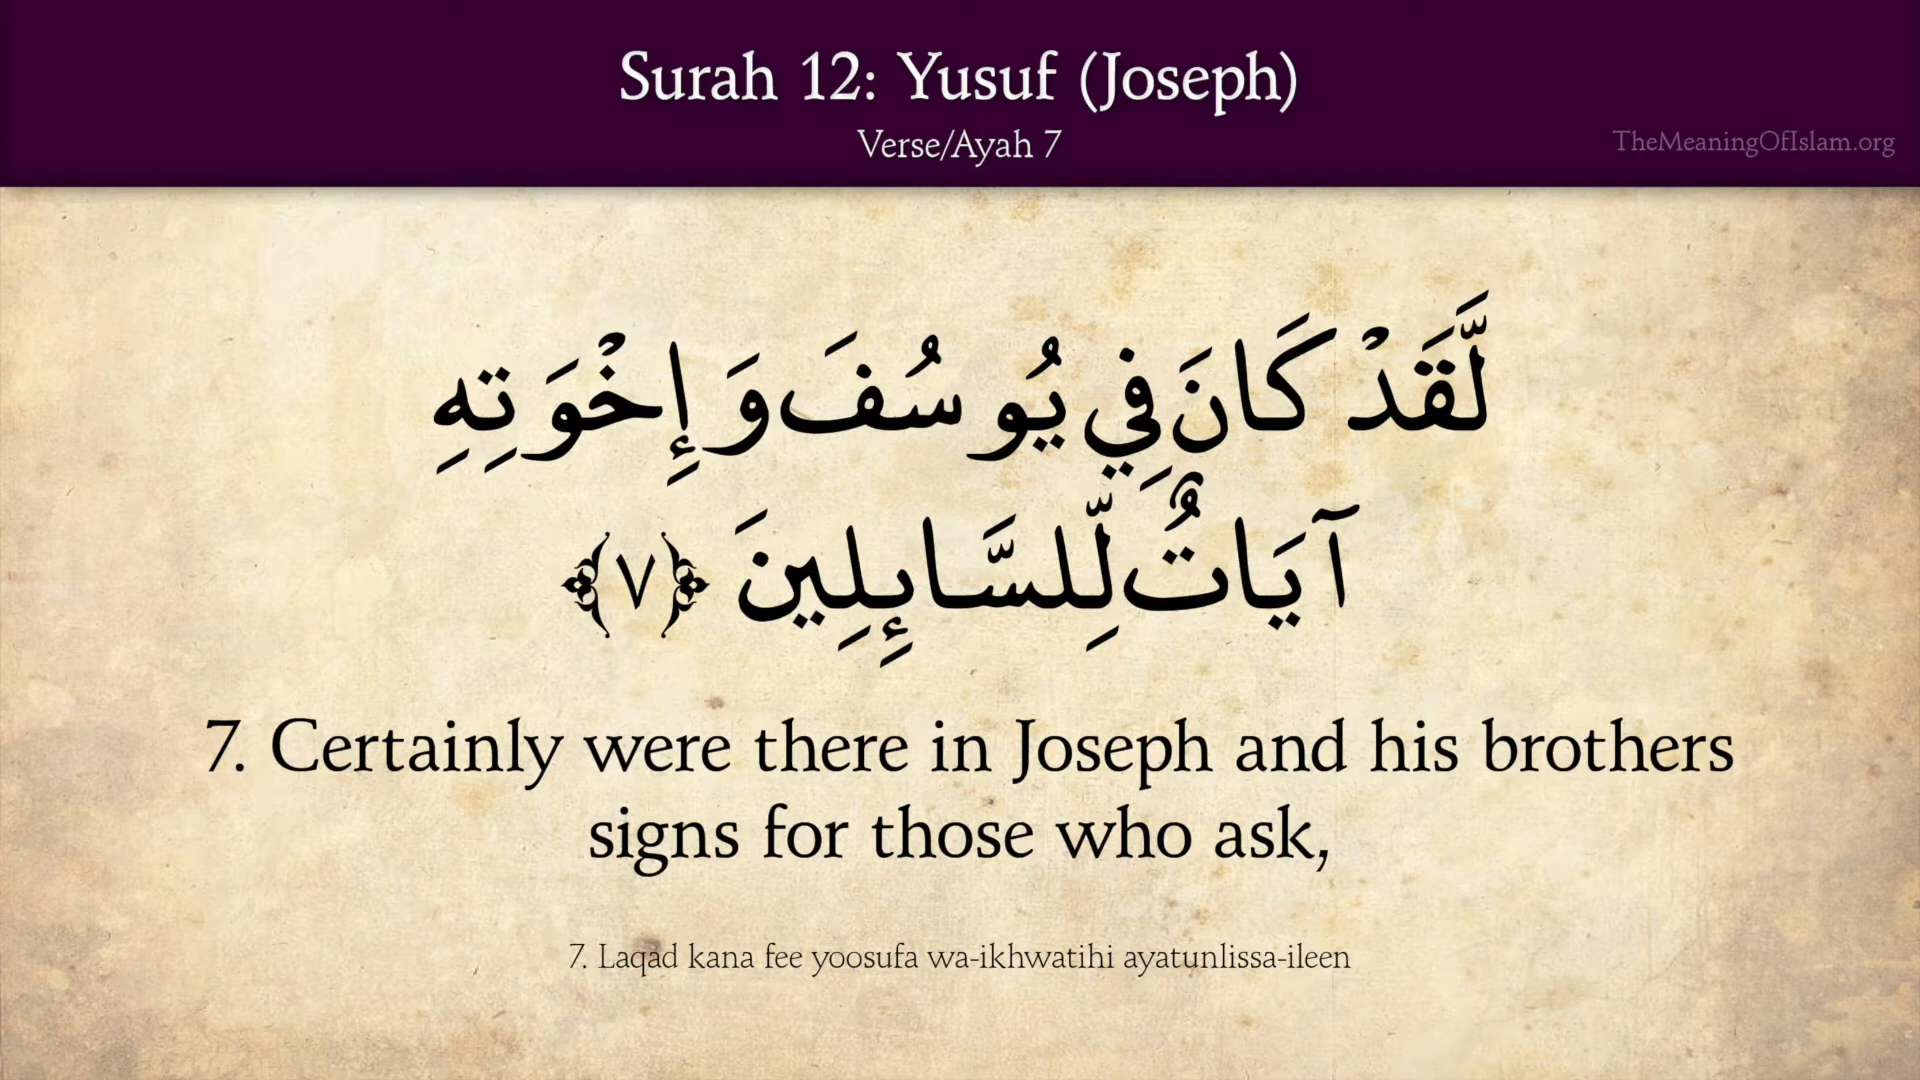 Surah 12: Yusuf (Joseph)
Verse/Ayah 7
TheMeaningOfIslam.org
لَّقَدْ كَانَ فِي يُوسُفَ وَإِخْوَتِهِ
آيَاتٌ لِّلسَّائِلِينَ ﴿٧﴾
7. Certainly were there in Joseph and his brothers
signs for those who ask,
7. Laqad kana fee yoosufa wa-ikhwatihi ayatunlissa-ileen